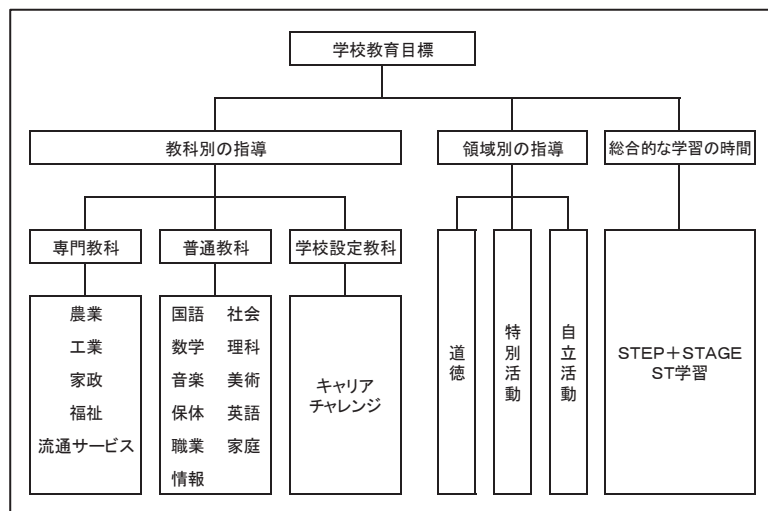 学校教育目標
教科別の指導
領域別の指導
総合的な学習の時間
専門教科
普通教科
学校設定教科
農業
工業
家政
福祉
流通サービス
国語 社会
数学 理科
音楽 美術
保体 英語
職業 家庭
情報
キャリア
チャレンジ
道徳
特別活動
自立活動
STEP+STAGE
ST学習